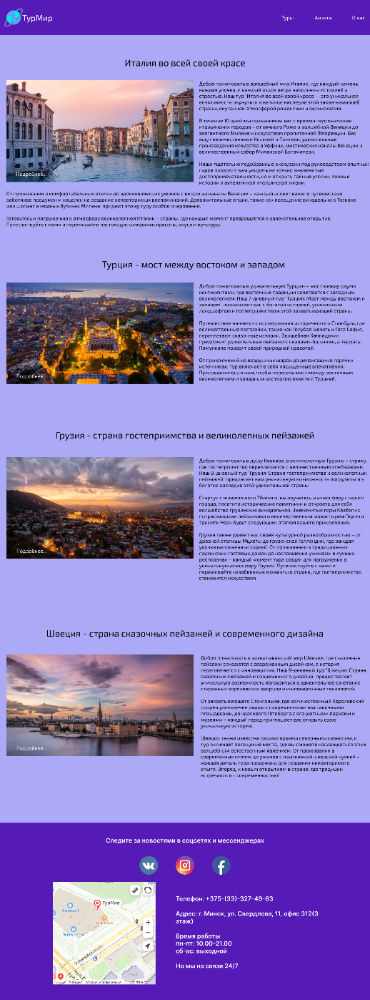 ТурМир
Туры Анкета О нас
Италия во всей своей красе
Добро пожаловать в волшебный мир Италии, где каждый камень,
каждая улочка, и каждый вздох ветра наполнены историей и
страстью. Наш тур "Италия во всей своей красе" – это уникальная
возможность окунуться в великое наследие этой захватывающей
страны, окутанной атмосферой романтики и великолепия.
В течение 10 дней мы познакомим вас с яркими персоналиями
итальянских городов – от вечного Рима и волшебной Венеции до
элегантного Милана и искусством пропитанной Флоренции. Вас
ждут величественные Колизей и Пантеон, удивительные
произведения искусства в Уффици, мистические каналы Венеции и
величественный собор Миланской Богоматери.
Наши тщательно подобранные экскурсии под руководством опытных
гидов позволят вам увидеть не только знаменитые
достопримечательности, но и открыть тайные уголки, полные
истории и аутентичной итальянской жизни.
Подробнее...
От проживания в комфортабельных отелях до вдохновляющих ужинов с видом на каналы Венеции – каждый аспект вашего путешествия
заботливо продуман и нацелен на создание неповторимых воспоминаний. Дополнительные опции, такие как посещение винодельни в Тоскане
или шопинг в модных бутиках Милана, придают этому туру особое очарование.
Готовьтесь к погружению в атмосферу великолепной Италии – страны, где каждый момент превращается в увлекательное открытие.
Путешествуйте с нами и переживайте настоящую симфонию красоты, вкуса и культуры.
Турция - мост между востоком и западом
Добро пожаловать в удивительную Турцию – мост между двумя
континентами, где восточные традиции сочетаются с западным
великолепием. Наш 7-дневный тур "Турция: Мост между востоком и
западом" познакомит вас с богатой историей, уникальным
ландшафтом и гостеприимством этой захватывающей страны.
Путешествие начнется с исследования исторического Стамбула, где
величественные постройки, такие как Голубая мечеть и Гага София,
переплетают сказочные истории. Волшебная Каппадокия
предложит удивительные пейзажи с скалами-башнями, а террасы
Памуккале поразят своей природной красотой.
От приключений на воздушных шарах до релаксации в горячих
источниках, тур включает в себя насыщенные впечатления.
Присоединитесь к нам, чтобы пересечь мост между восточным
великолепием и западным восторгом вместе с Турцией.
Подробнее...
Грузия - страна гостеприимства и великолепных пейзажей
Добро пожаловать в душу Кавказа, в великолепную Грузию – страну,
где гостеприимство переплетается с величественными пейзажами.
Наш 8-дневный тур "Грузия: Страна гостеприимства и великолепных
пейзажей" предлагает вам уникальную возможность погрузиться в
богатое наследие этой удивительной страны.
Стартуя с живописного Тбилиси, вы окунетесь в атмосферу старого
города, посетите исторические памятники и откроете для себя
волшебство грузинских винодельней. Знаменитые горы Казбеги с
потрясающими пейзажами и величественным монастырем Гергети
Тринити Черч будут следующим этапом вашего приключения.
Грузия также удивит вас своей культурной разнообразностью – от
древней столицы Мцхеты до грузинской Голландии, где каждая
улочка наполнена историей. От проживания в традиционных
грузинских гостевых домах до наслаждения ужинами в лучших
ресторанах – каждый момент тура создан для погружения в
уникальную атмосферу Грузии. Путешествуйте с нами и
переживайте незабвенные моменты в стране, где гостеприимство
становится искусством.
Подробнее...
Швеция - страна сказочных пейзажей и современного дизайна
Добро пожаловать в захватывающий мир Швеции, где сказочные
пейзажи сливаются с современным дизайном, а история
переплетается с инновациями. Наш 9-дневный тур "Швеция: Страна
сказочных пейзажей и современного дизайна" предоставляет
уникальную возможность погрузиться в удивительное сочетание
старинных королевских дворцов и инновационных технологий.
От захватывающего Стокгольма, где величественный Королевский
дворец увековечен рядом с современными выставочными
площадками, до красивого Гётеборга с его уютными парками и
музеями – каждый город приглашает вас открыть свою
уникальную историю.
Швеция также известна своими яркими северными сияниями, и
тур включает посещение места, где вы сможете наслаждаться этим
волшебным естественным явлением. От проживания в
современных отелях до ужинов с изысканной шведской кухней -
каждая деталь тура продумана для создания неповторимого
опыта. Вперед, к новым открытиям в стране, где традиции
встречаются с современностью!
Подробнее...
Следите за новостями в соцсетях и мессенджерах
ТурМир
Centropol
Перекресток
© Яндекс Условия использования
Телефон: +375-(33)-327-49-83
Адрес: г. Минск, ул. Свердлова, 11, офис 312(3
этаж)
Время работы
пн-пт: 10.00-21.00
сб-вс: выходной
Но мы на связи 24/7